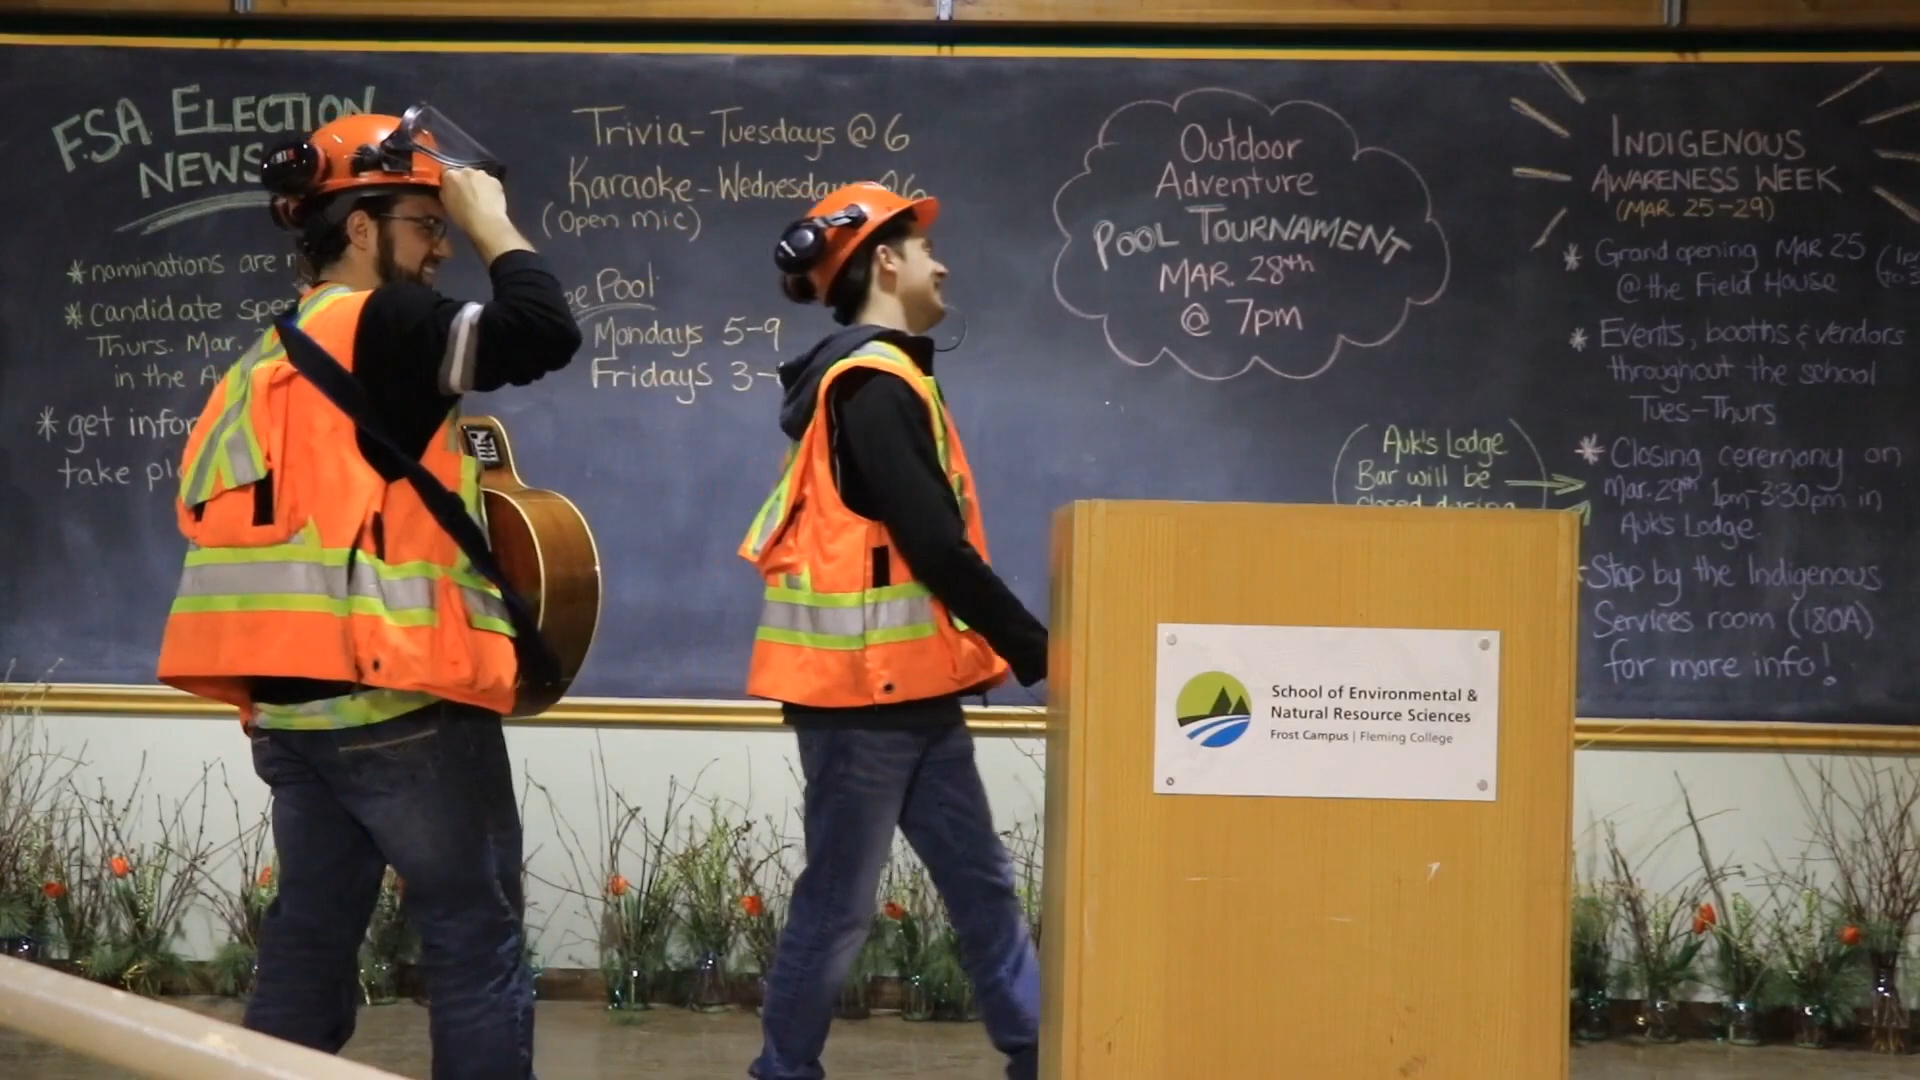 FSA ELECTION
NEWS
* nominations are
* candidate
Thurs. Mar.
in the
* get
take
Trivia - Tuesdays @ 6
Karaoke - Wednesdays @6
(Open mic)
Pool
Mondays 5-9
Fridays 3-
Outdoor
Adventure
POOL TOURNAMENT
MAR. 28th
@ 7pm
Auk's Lodge
Bar will be
closed during
INDIGENOUS
AWARENESS WEEK
(MAR 25-29)
* Grand opening MAR 25
@ the Field House
* Events, booths & vendors
throughout the school
Tues-Thurs
* Closing ceremony on
Mar. 29th 1pm-3:30pm in
Auk's Lodge.
Stop by the Indigenous
Services room (180A)
for more info!
School of Environmental &
Natural Resource Sciences
Frost Campus | Fleming College